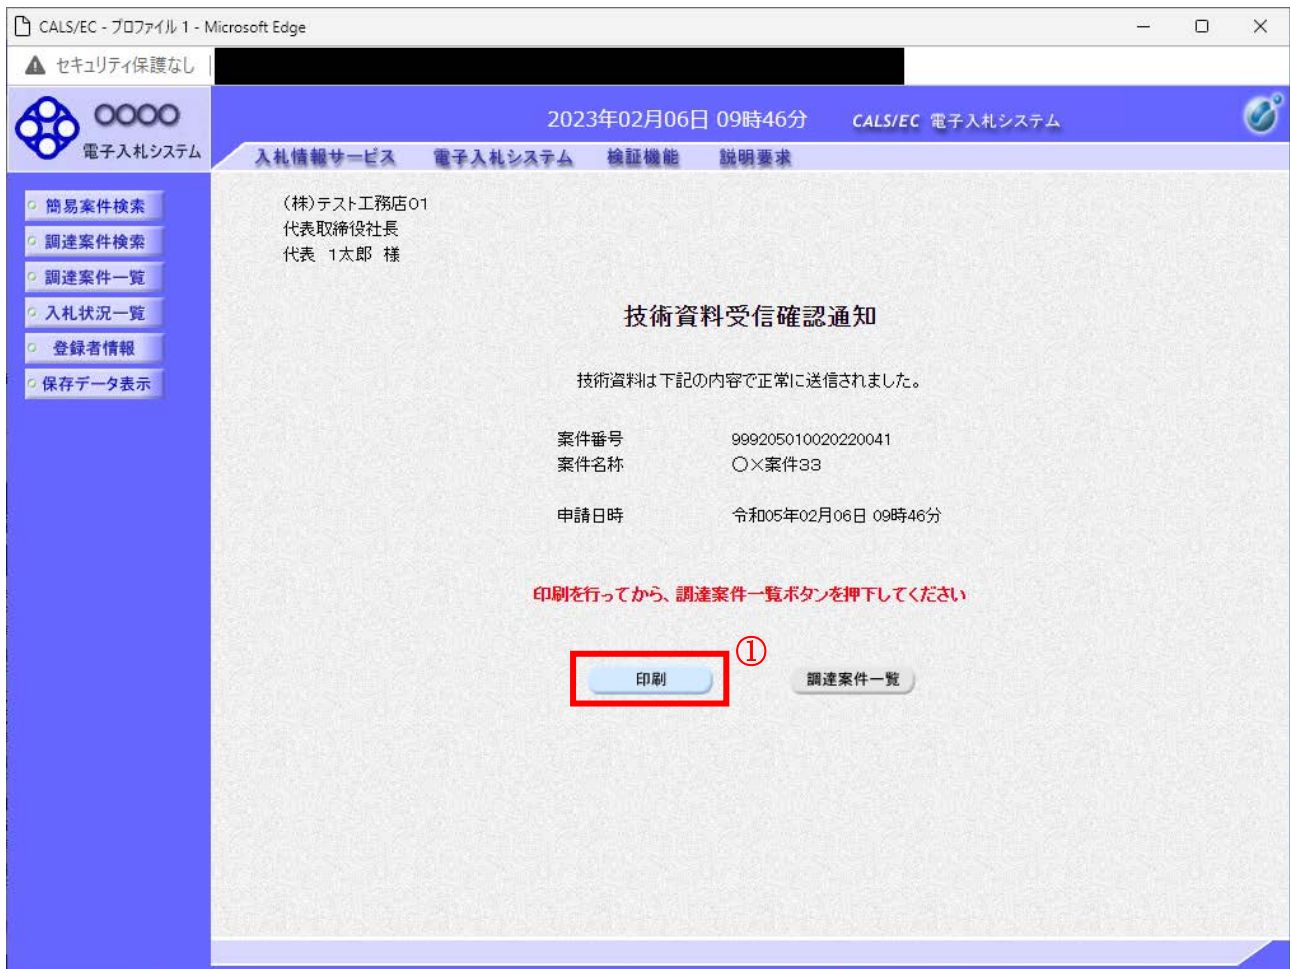 CALS/EC - プロファイル 1 - Microsoft Edge
セキュリティ保護なし
〇〇〇〇
電子入札システム
2023年02月06日 09時46分
CALS/EC 電子入札システム
入札情報サービス 電子入札システム 検証機能 説明要求
簡易案件検索
調達案件検索
調達案件一覧
入札状況一覧
登録者情報
保存データ表示
(株)テスト工務店01
代表取締役社長
代表 1太郎 様
技術資料受信確認通知
技術資料は下記の内容で正常に送信されました。
案件番号 999205010020220041
案件名称 〇×案件33
申請日時 令和05年02月06日 09時46分
印刷を行ってから、調達案件一覧ボタンを押下してください
①
印刷 調達案件一覧